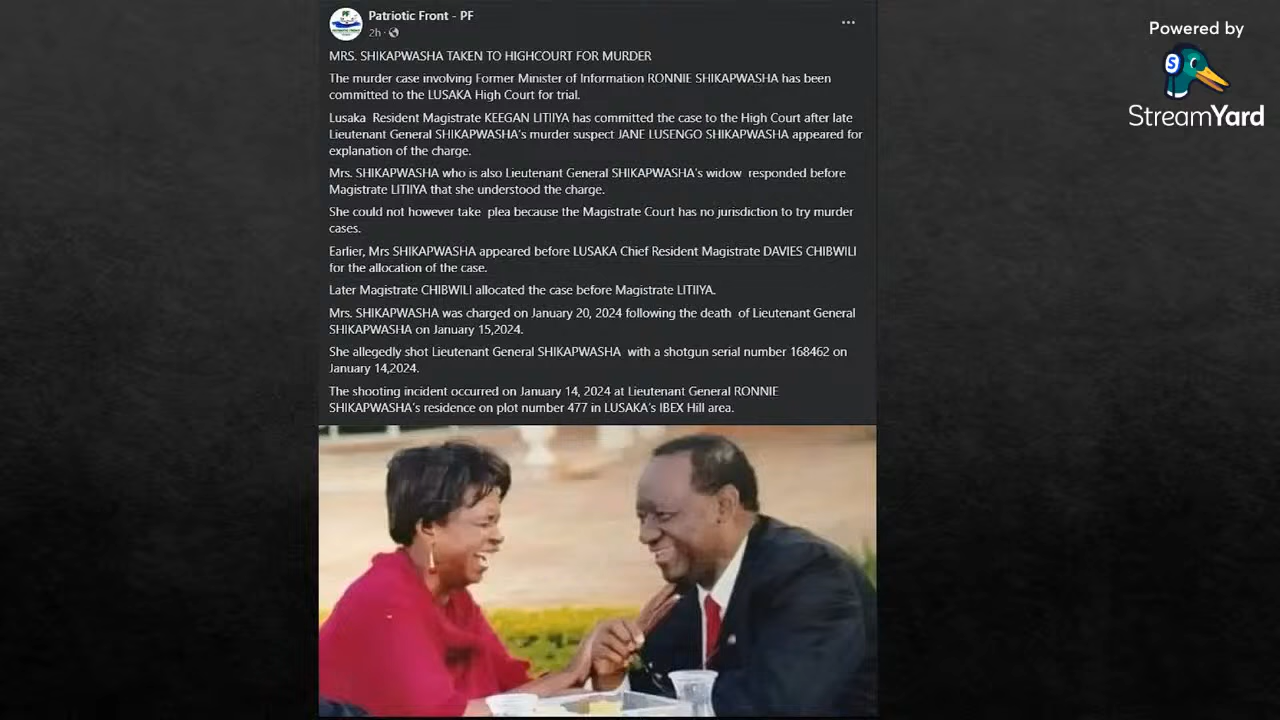 Patriotic Front - PF
2h
MRS. SHIKAPWASHA TAKEN TO HIGHCOURT FOR MURDER
The murder case involving Former Minister of Information RONNIE SHIKAPWASHA has been
committed to the LUSAKA High Court for trial.
Lusaka Resident Magistrate KEEGAN LITIIYA has committed the case to the High Court after late
Lieutenant General SHIKAPWASHA's murder suspect JANE LUSENGO SHIKAPWASHA appeared for
explanation of the charge.
Mrs. SHIKAPWASHA who is also Lieutenant General SHIKAPWASHA's widow responded before
Magistrate LITIIYA that she understood the charge.
She could not however take plea because the Magistrate Court has no jurisdiction to try murder
cases.
Earlier, Mrs SHIKAPWASHA appeared before LUSAKA Chief Resident Magistrate DAVIES CHIBWILI
for the allocation of the case.
Later Magistrate CHIBWILI allocated the case before Magistrate LITIIYA.
Mrs. SHIKAPWASHA was charged on January 20, 2024 following the death of Lieutenant General
SHIKAPWASHA on January 15,2024.
She allegedly shot Lieutenant General SHIKAPWASHA with a shotgun serial number 168462 on
January 14,2024.
The shooting incident occurred on January 14, 2024 at Lieutenant General RONNIE
SHIKAPWASHA's residence on plot number 477 in LUSAKA's IBEX Hill area.
Powered by
S
StreamYard